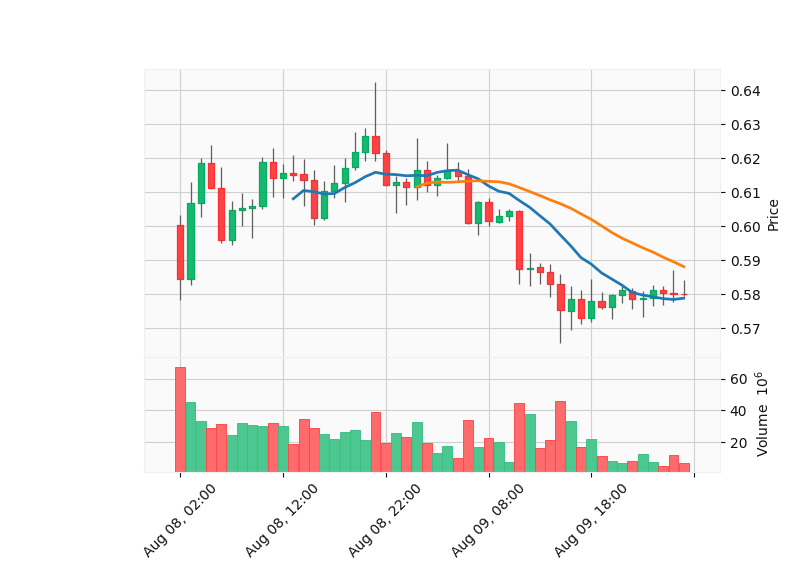 0.64
0.63
0.62
0.61
0.60
0.59
0.58
0.57
Price
60
40
20
Volume 10^6
Aug 08, 02:00
Aug 08, 12:00
Aug 08, 22:00
Aug 09, 08:00
Aug 09, 18:00